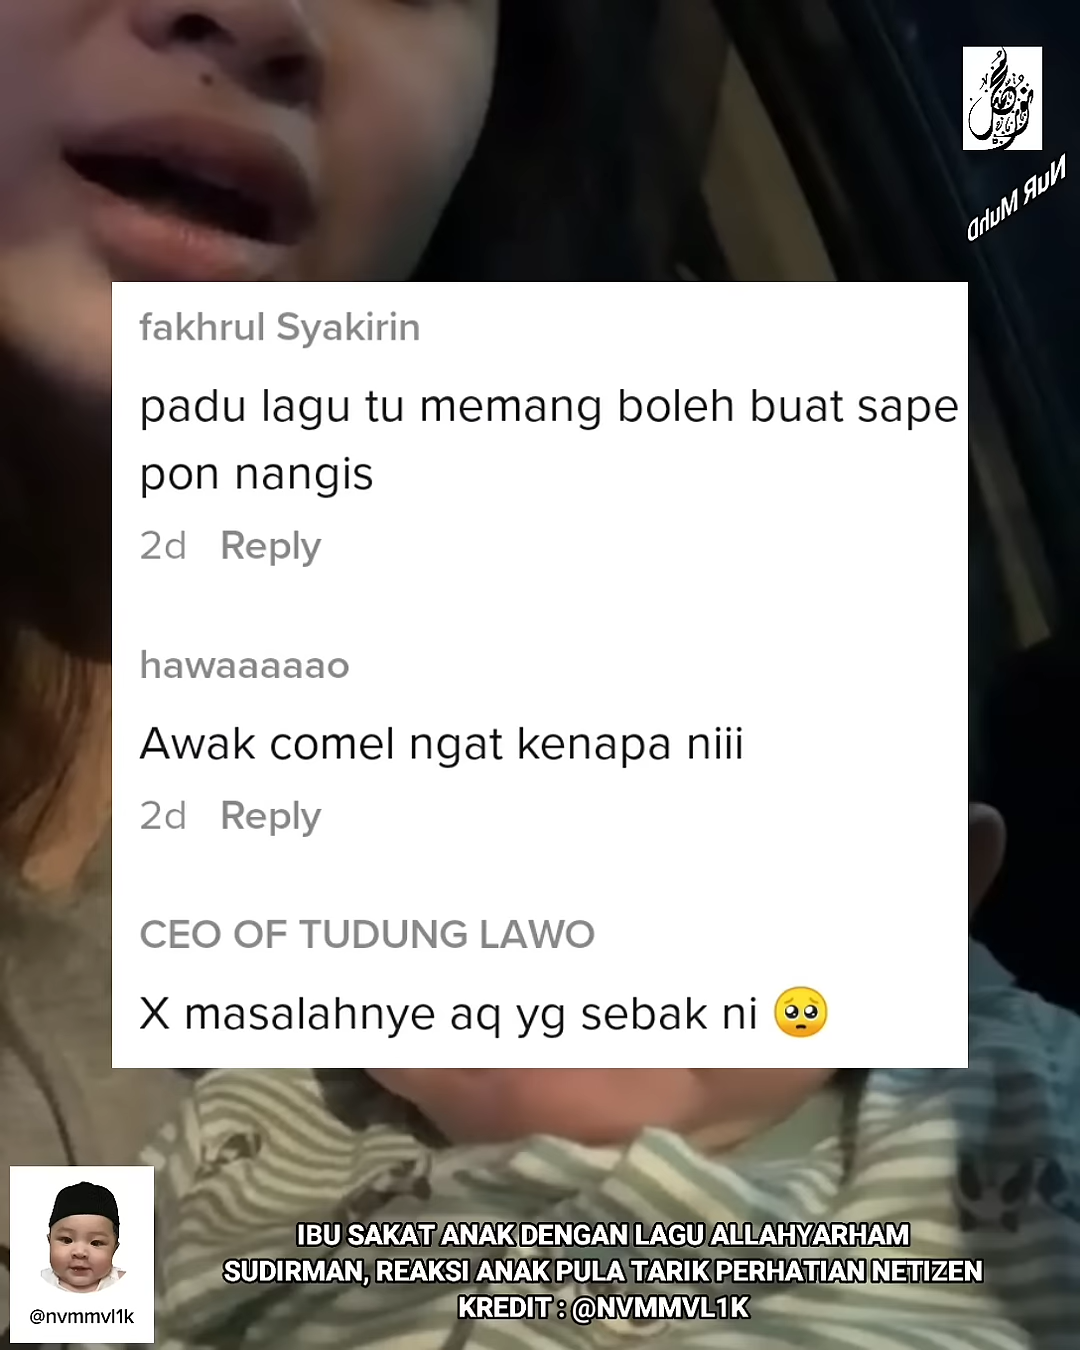 NuR MuhD
fakhrul Syakirin
padu lagu tu memang boleh buat sape
pon nangis
2d Reply
hawaaaaao
Awak comel ngat kenapa niii
2d Reply
CEO OF TUDUNG LAWO
X masalahnye aq yg sebak ni 🥺
@nvmmvl1k
IBU SAKAT ANAK DENGAN LAGU ALLAHYARHAM
SUDIRMAN, REAKSI ANAK PULA TARIK PERHATIAN NETIZEN
KREDIT : @NVMMVL1K